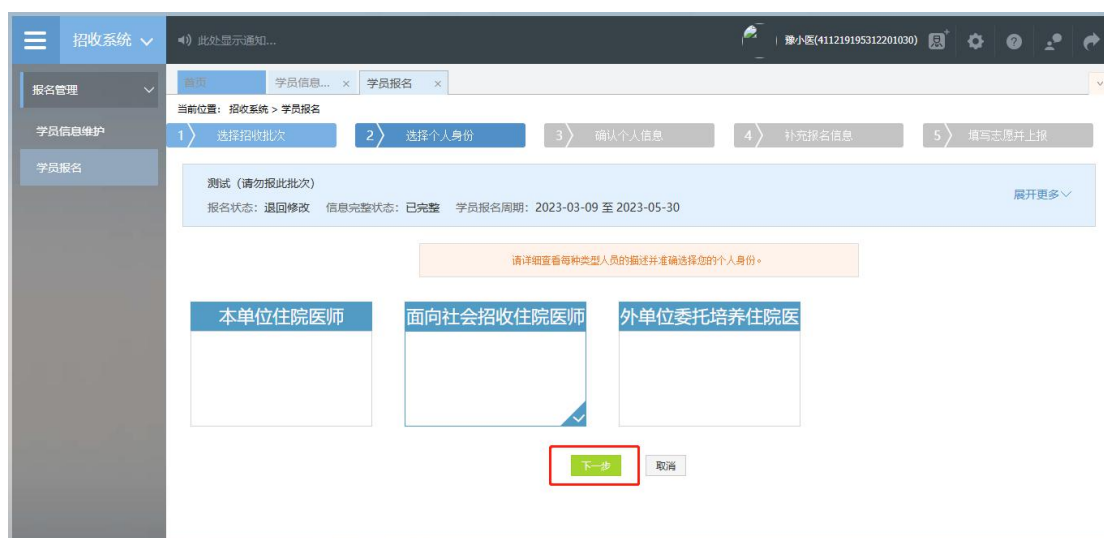 招收系统
此处显示通知...
豫小医(411219195312201030)
报名管理
学员信息维护
学员报名
首页
学员信息...
学员报名
当前位置: 招收系统 > 学员报名
1 选择招收批次
2 选择个人身份
3 确认个人信息
4 补充报名信息
5 填写志愿并上报
测试 (请勿报此批次)
报名状态: 退回修改 信息完整状态: 已完整 学员报名周期: 2023-03-09 至 2023-05-30
展开更多
请详细查看每种类型人员的描述并准确选择您的个人身份。
本单位住院医师
面向社会招收住院医师
外单位委托培养住院医
下一步
取消